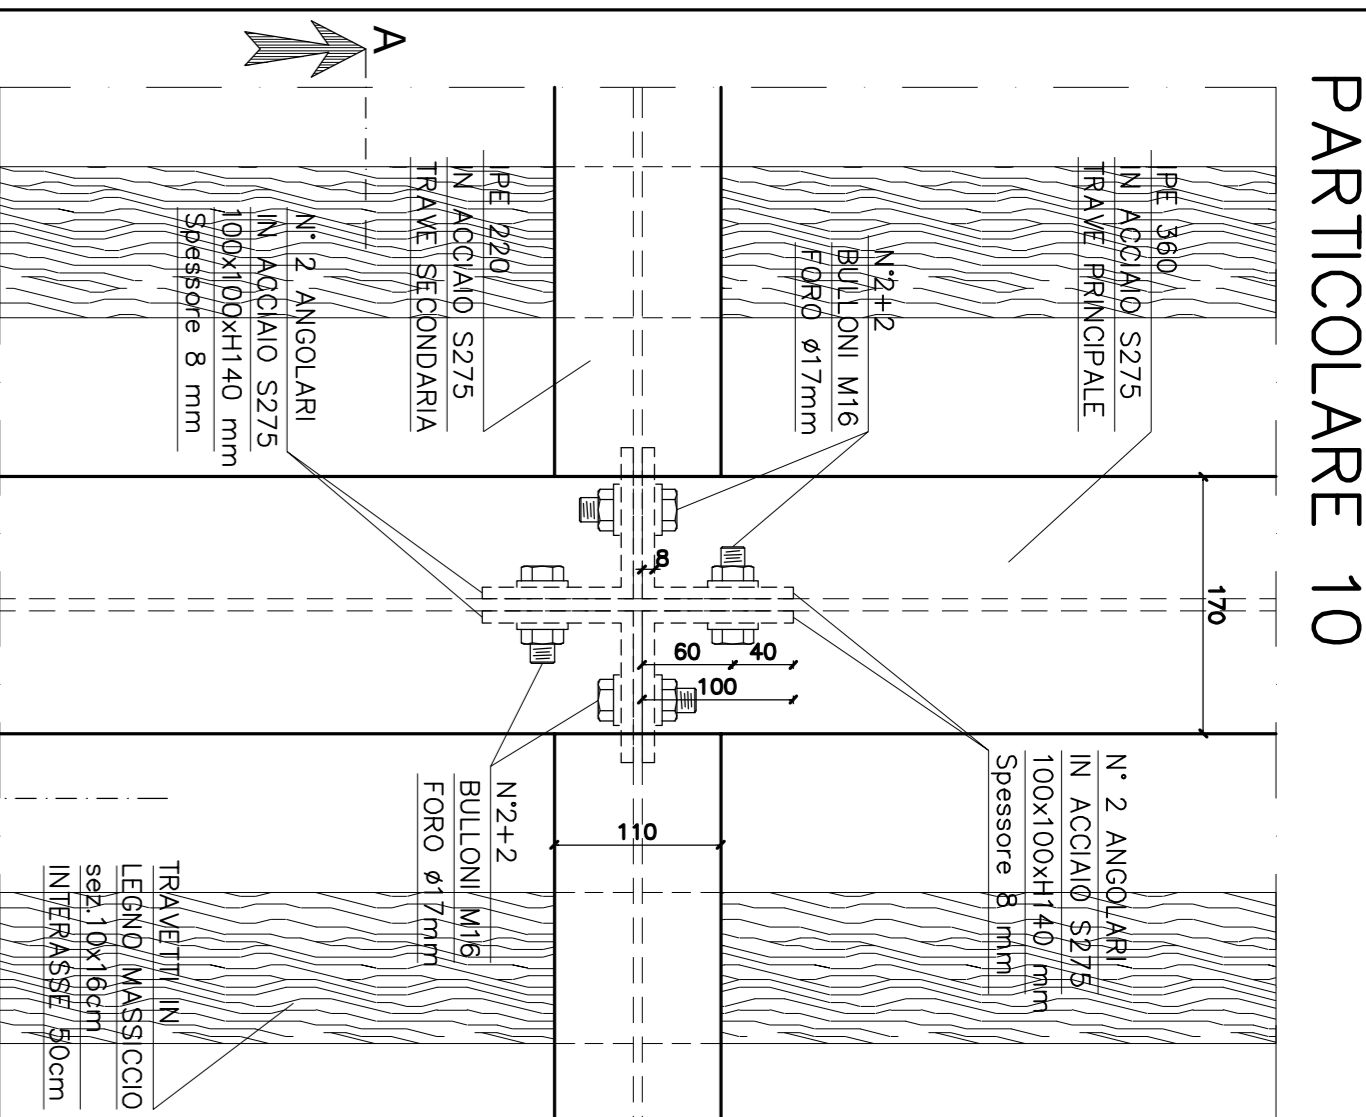 PARTICOLARE 10
A
IPE 360
IN ACCIAIO S275
TRAVE PRINCIPALE
N°2+2
BULLONI M16
FORO ø17mm
IPE 220
IN ACCIAIO S275
TRAVE SECONDARIA
N° 2 ANGOLARI
IN ACCIAIO S275
100x100xH140 mm
Spessore 8 mm
170
8
60
40
100
110
N° 2 ANGOLARI
IN ACCIAIO S275
100x100xH140 mm
Spessore 8 mm
N°2+2
BULLONI M16
FORO ø17mm
TRAVETTI IN
LEGNO MASSICCIO
sez.10x16cm
INTERASSE 50cm